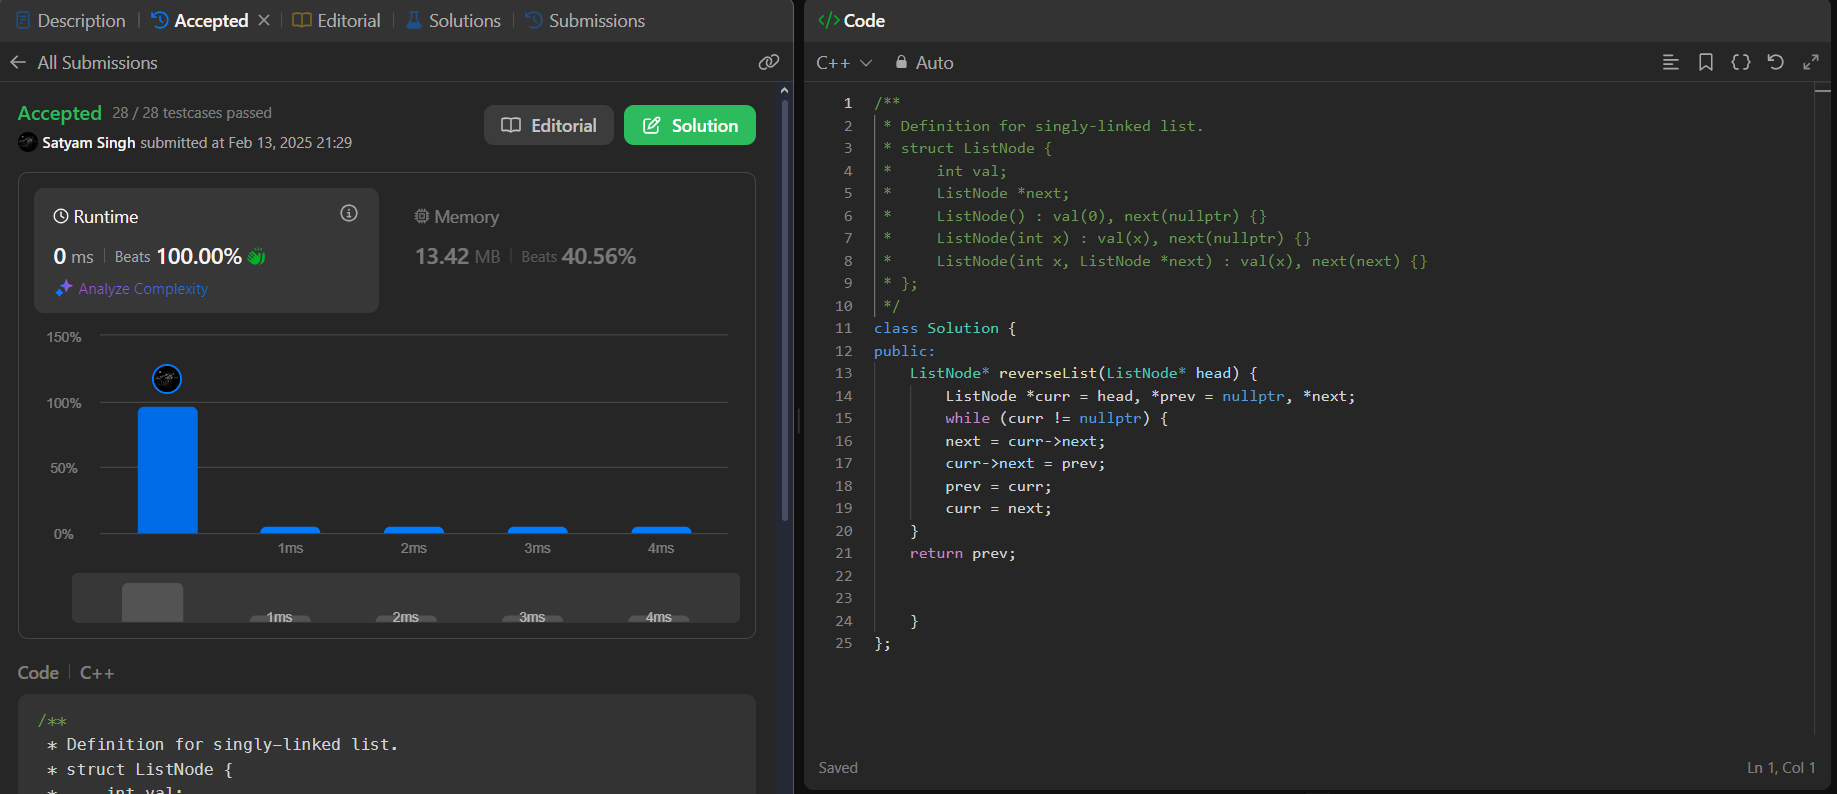 Description
Accepted
Editorial
Solutions
Submissions
All Submissions
Accepted 28 / 28 testcases passed
Satyam Singh submitted at Feb 13, 2025 21:29
Editorial
Solution
Runtime
0 ms | Beats 100.00%
Analyze Complexity
Memory
13.42 MB | Beats 40.56%
150%
100%
50%
0%
1ms 2ms 3ms 4ms
1ms 2ms 3ms 4ms
Code | C++
/**
 * Definition for singly-linked list.
 * struct ListNode {
 *     int val;
</> Code
C++ Auto
1 /**
2  * Definition for singly-linked list.
3  * struct ListNode {
4  *     int val;
5  *     ListNode *next;
6  *     ListNode() : val(0), next(nullptr) {}
7  *     ListNode(int x) : val(x), next(nullptr) {}
8  *     ListNode(int x, ListNode *next) : val(x), next(next) {}
9  * };
10  */
11 class Solution {
12 public:
13     ListNode* reverseList(ListNode* head) {
14         ListNode *curr = head, *prev = nullptr, *next;
15         while (curr != nullptr) {
16         next = curr->next;
17         curr->next = prev;
18         prev = curr;
19         curr = next;
20     }
21     return prev;
22
23
24     }
25 };
Saved
Ln 1, Col 1